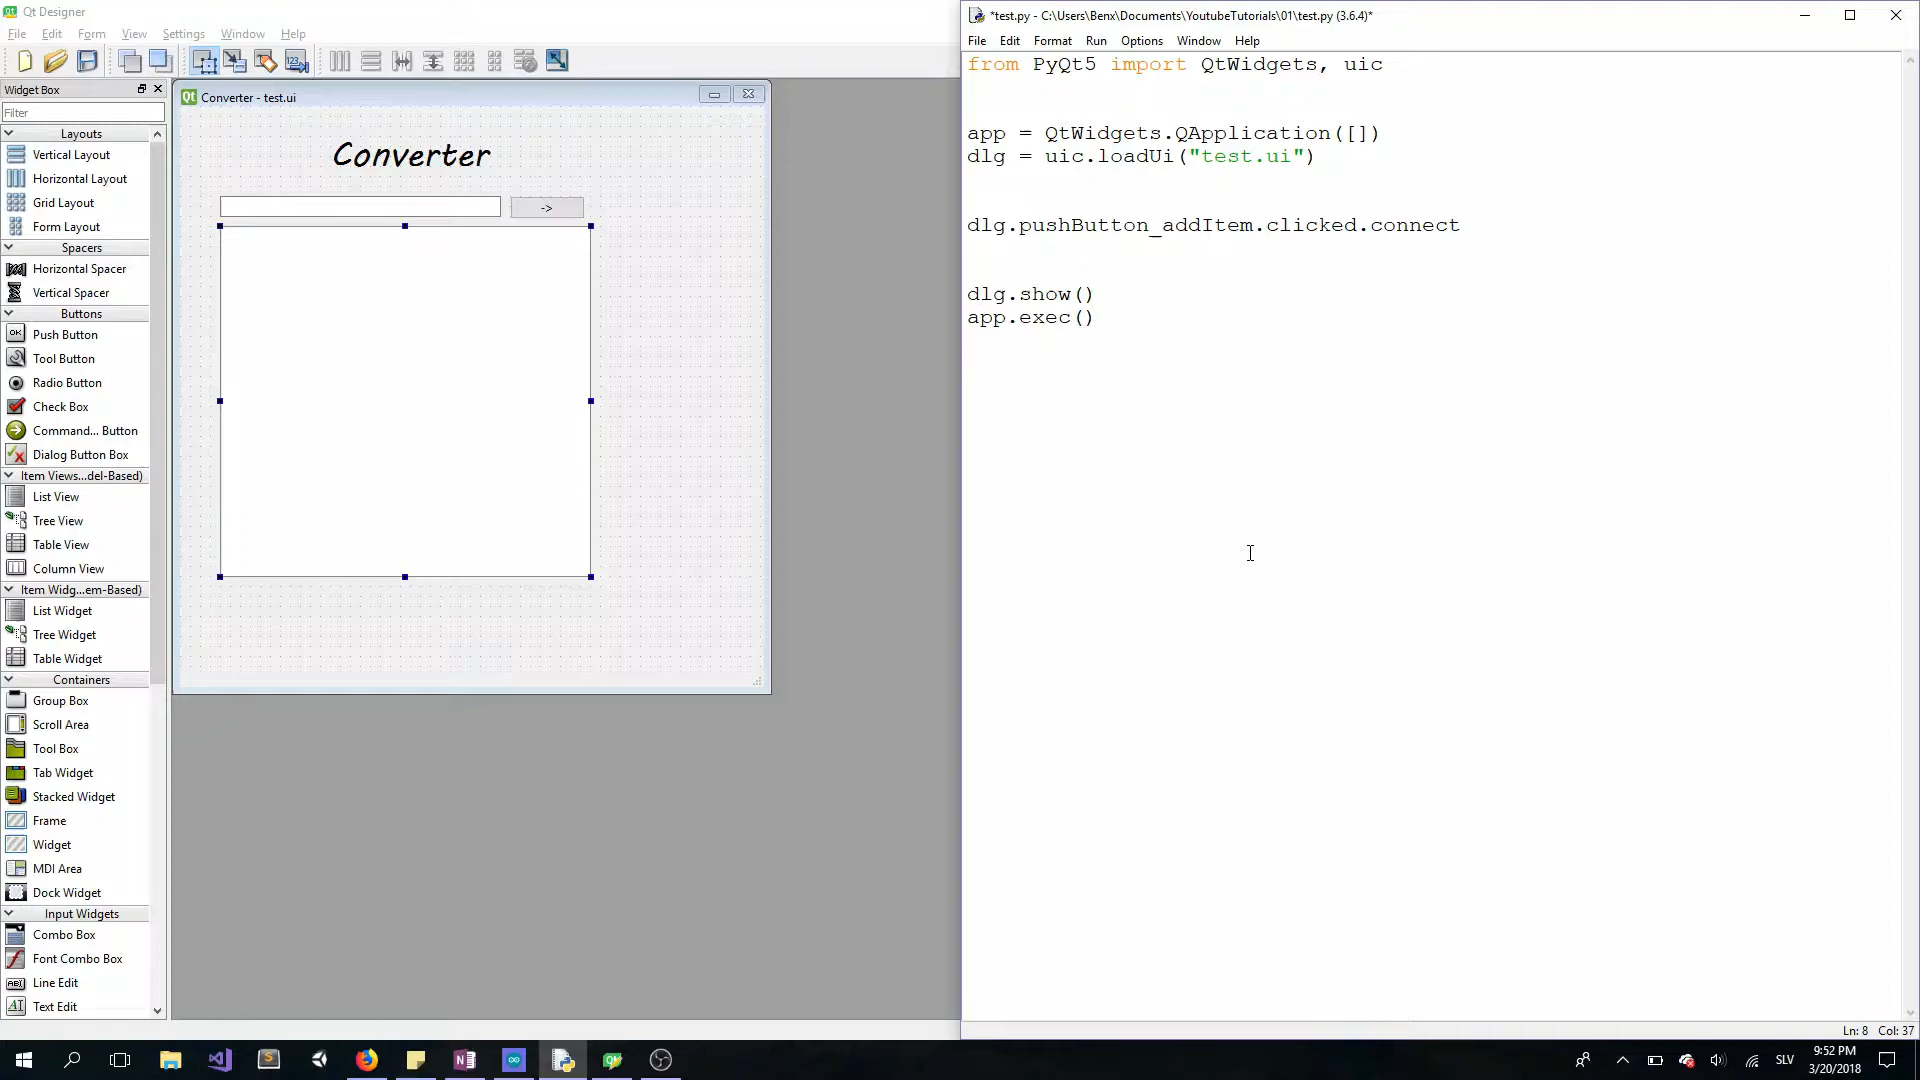 Qt Designer
File Edit Form View Settings Window Help
Widget Box
Filter
Layouts
Vertical Layout
Horizontal Layout
Grid Layout
Form Layout
Spacers
Horizontal Spacer
Vertical Spacer
Buttons
Push Button
Tool Button
Radio Button
Check Box
Command... Button
Dialog Button Box
Item Views...del-Based)
List View
Tree View
Table View
Column View
Item Widg...em-Based)
List Widget
Tree Widget
Table Widget
Containers
Group Box
Scroll Area
Tool Box
Tab Widget
Stacked Widget
Frame
Widget
MDI Area
Dock Widget
Input Widgets
Combo Box
Font Combo Box
Line Edit
Text Edit
Converter - test.ui
Converter
->
*test.py - C:\Users\Benx\Documents\YoutubeTutorials\01\test.py (3.6.4)*
File Edit Format Run Options Window Help
from PyQt5 import QtWidgets, uic
app = QtWidgets.QApplication([])
dlg = uic.loadUi("test.ui")
dlg.pushButton_addItem.clicked.connect
dlg.show()
app.exec()
Ln: 8 Col: 37
SLV
9:52 PM
3/20/2018